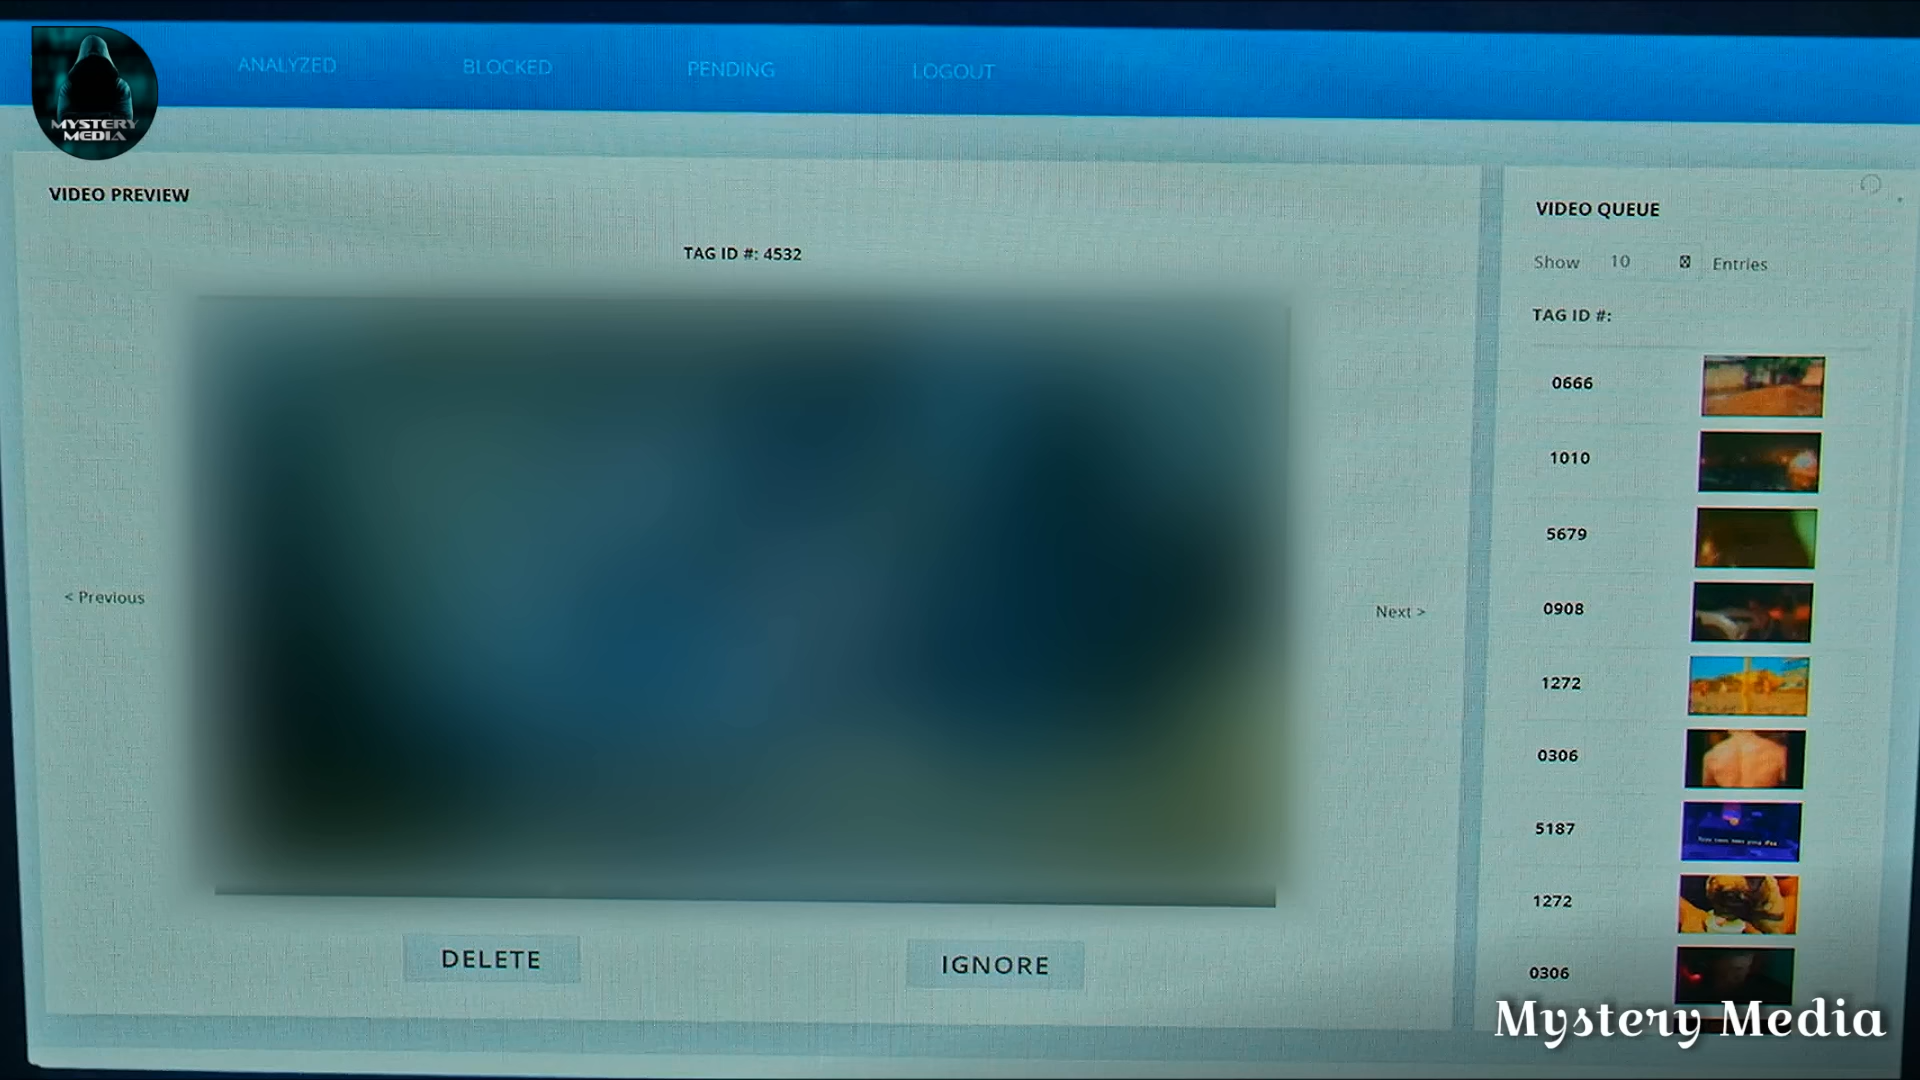 MYSTERY
MEDIA
ANALYZED
BLOCKED
PENDING
LOGOUT
VIDEO PREVIEW
TAG ID #: 4532
< Previous
Next >
DELETE
IGNORE
VIDEO QUEUE
Show 10 Entries
TAG ID #:
0666
1010
5679
0908
1272
0306
5187
1272
0306
Mystery Media